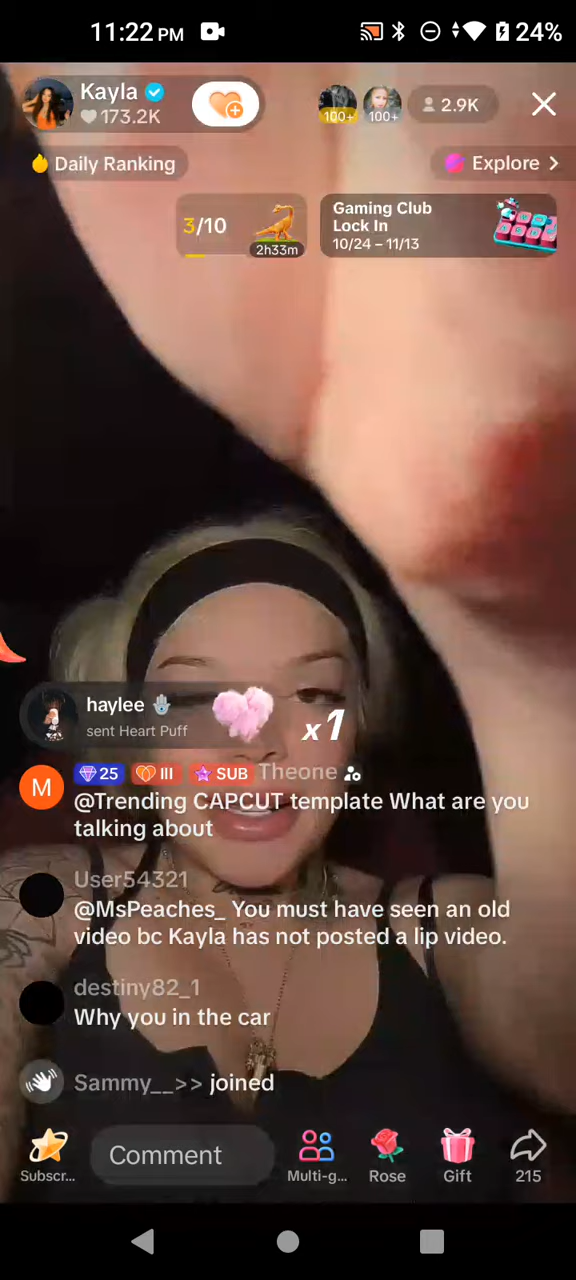 11:22 PM
24%
Kayla
173.2K
100+
100+
2.9K
Daily Ranking
Explore >
3/10
2h33m
Gaming Club
Lock In
10/24 – 11/13
haylee
sent Heart Puff
x1
M
25 III SUB Theone
@Trending CAPCUT template What are you
talking about
User54321
@MsPeaches_ You must have seen an old
video bc Kayla has not posted a lip video.
destiny82_1
Why you in the car
Sammy__>> joined
Subscr...
Comment
Multi-g...
Rose
Gift
215